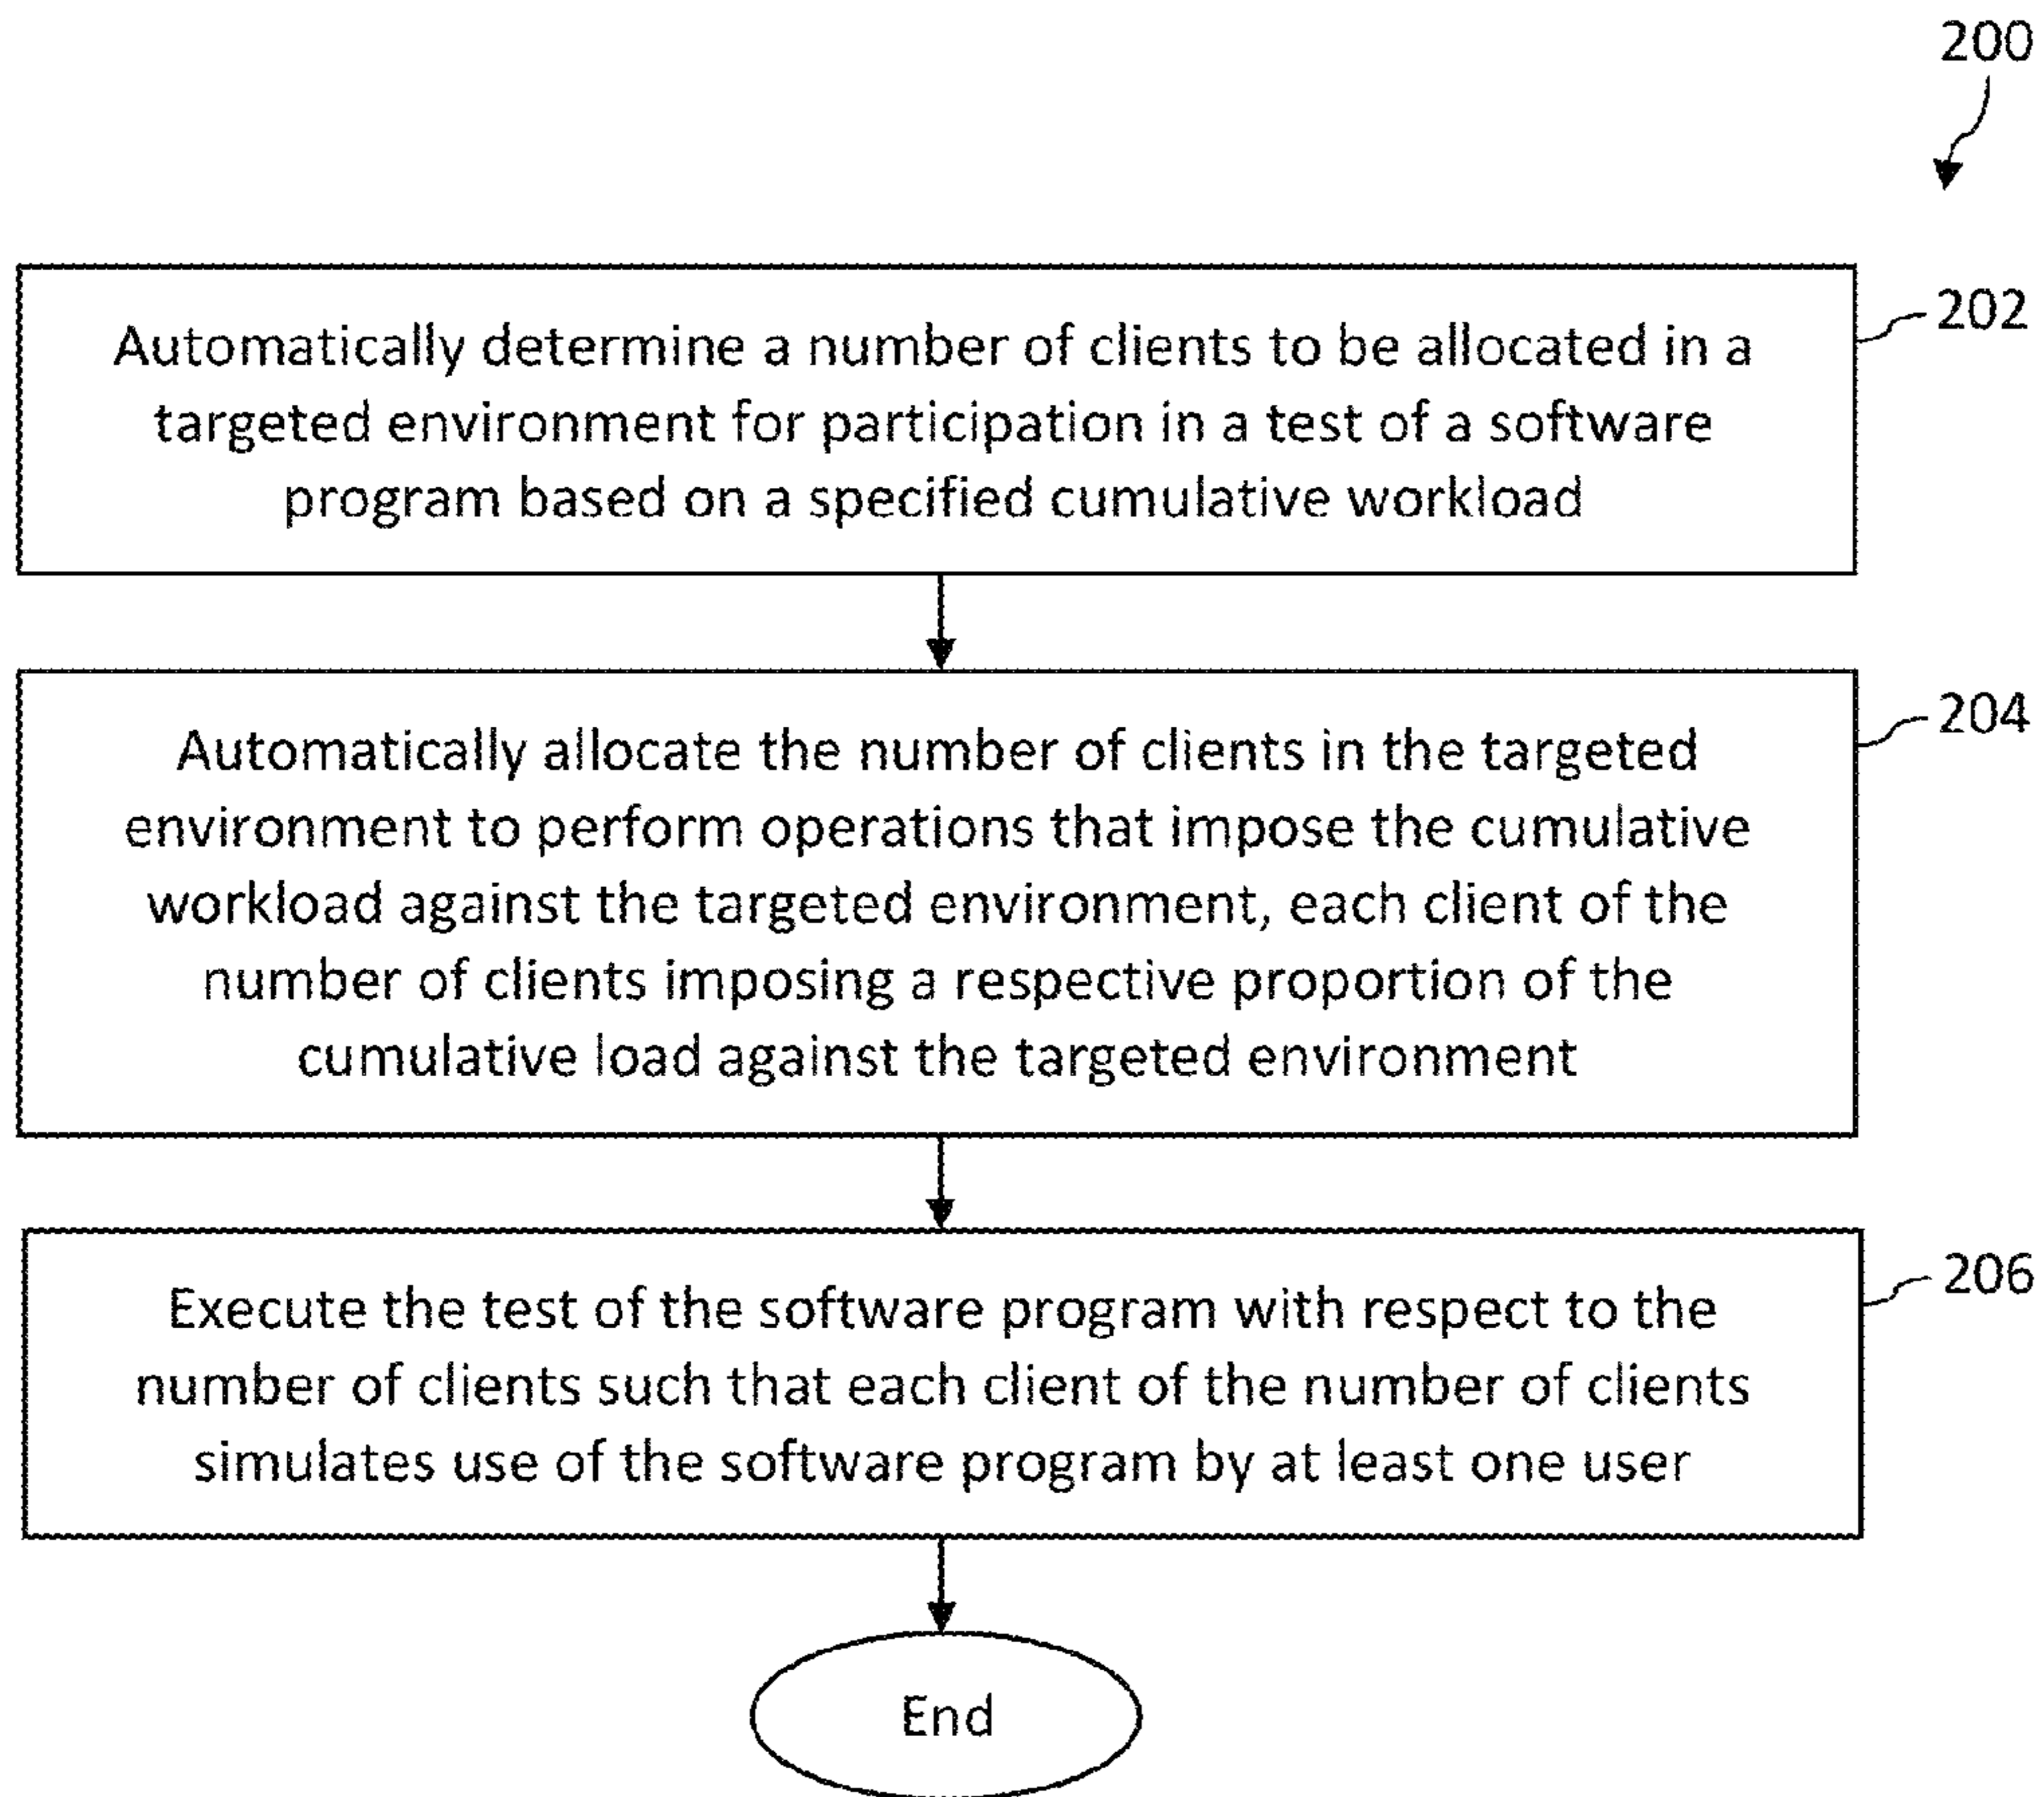 200
Automatically determine a number of clients to be allocated in a
targeted environment for participation in a test of a software
program based on a specified cumulative workload
202
Automatically allocate the number of clients in the targeted
environment to perform operations that impose the cumulative
workload against the targeted environment, each client of the
number of clients imposing a respective proportion of the
cumulative load against the targeted environment
204
Execute the test of the software program with respect to the
number of clients such that each client of the number of clients
simulates use of the software program by at least one user
206
End